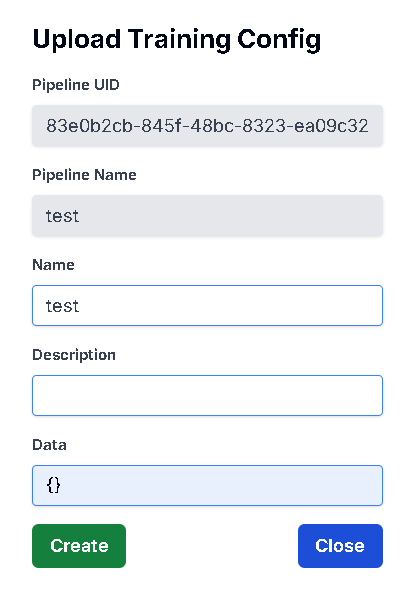 Upload Training Config
Pipeline UID
83e0b2cb-845f-48bc-8323-ea09c32
Pipeline Name
test
Name
test
Description
Data
{}
Create
Close